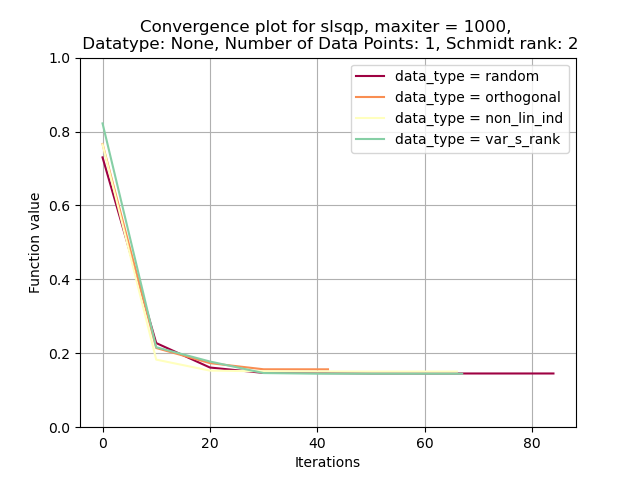 Convergence plot for slsqp, maxiter = 1000,
Datatype: None, Number of Data Points: 1, Schmidt rank: 2
1.0
0.8
0.6
0.4
0.2
0.0
Function value
data_type = random
data_type = orthogonal
data_type = non_lin_ind
data_type = var_s_rank
0
20
40
60
80
Iterations